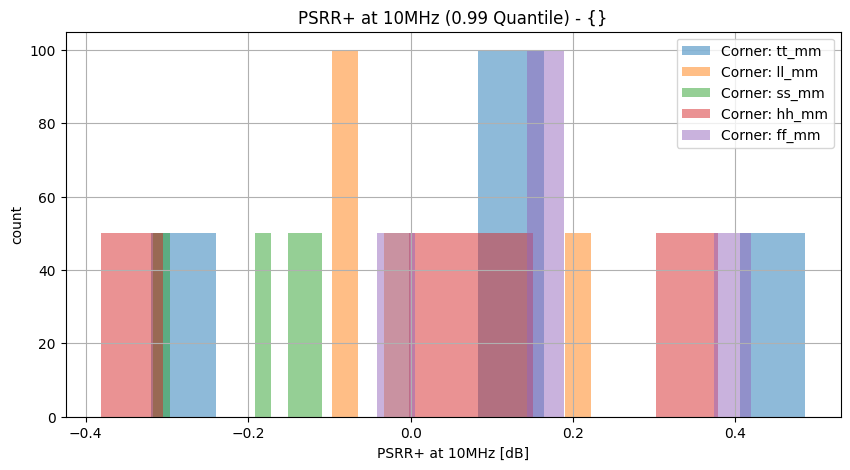 PSRR+ at 10MHz (0.99 Quantile) - {}
Corner: tt_mm
Corner: ll_mm
Corner: ss_mm
Corner: hh_mm
Corner: ff_mm
count
100
80
60
40
20
0
−0.4
−0.2
0.0
0.2
0.4
PSRR+ at 10MHz [dB]